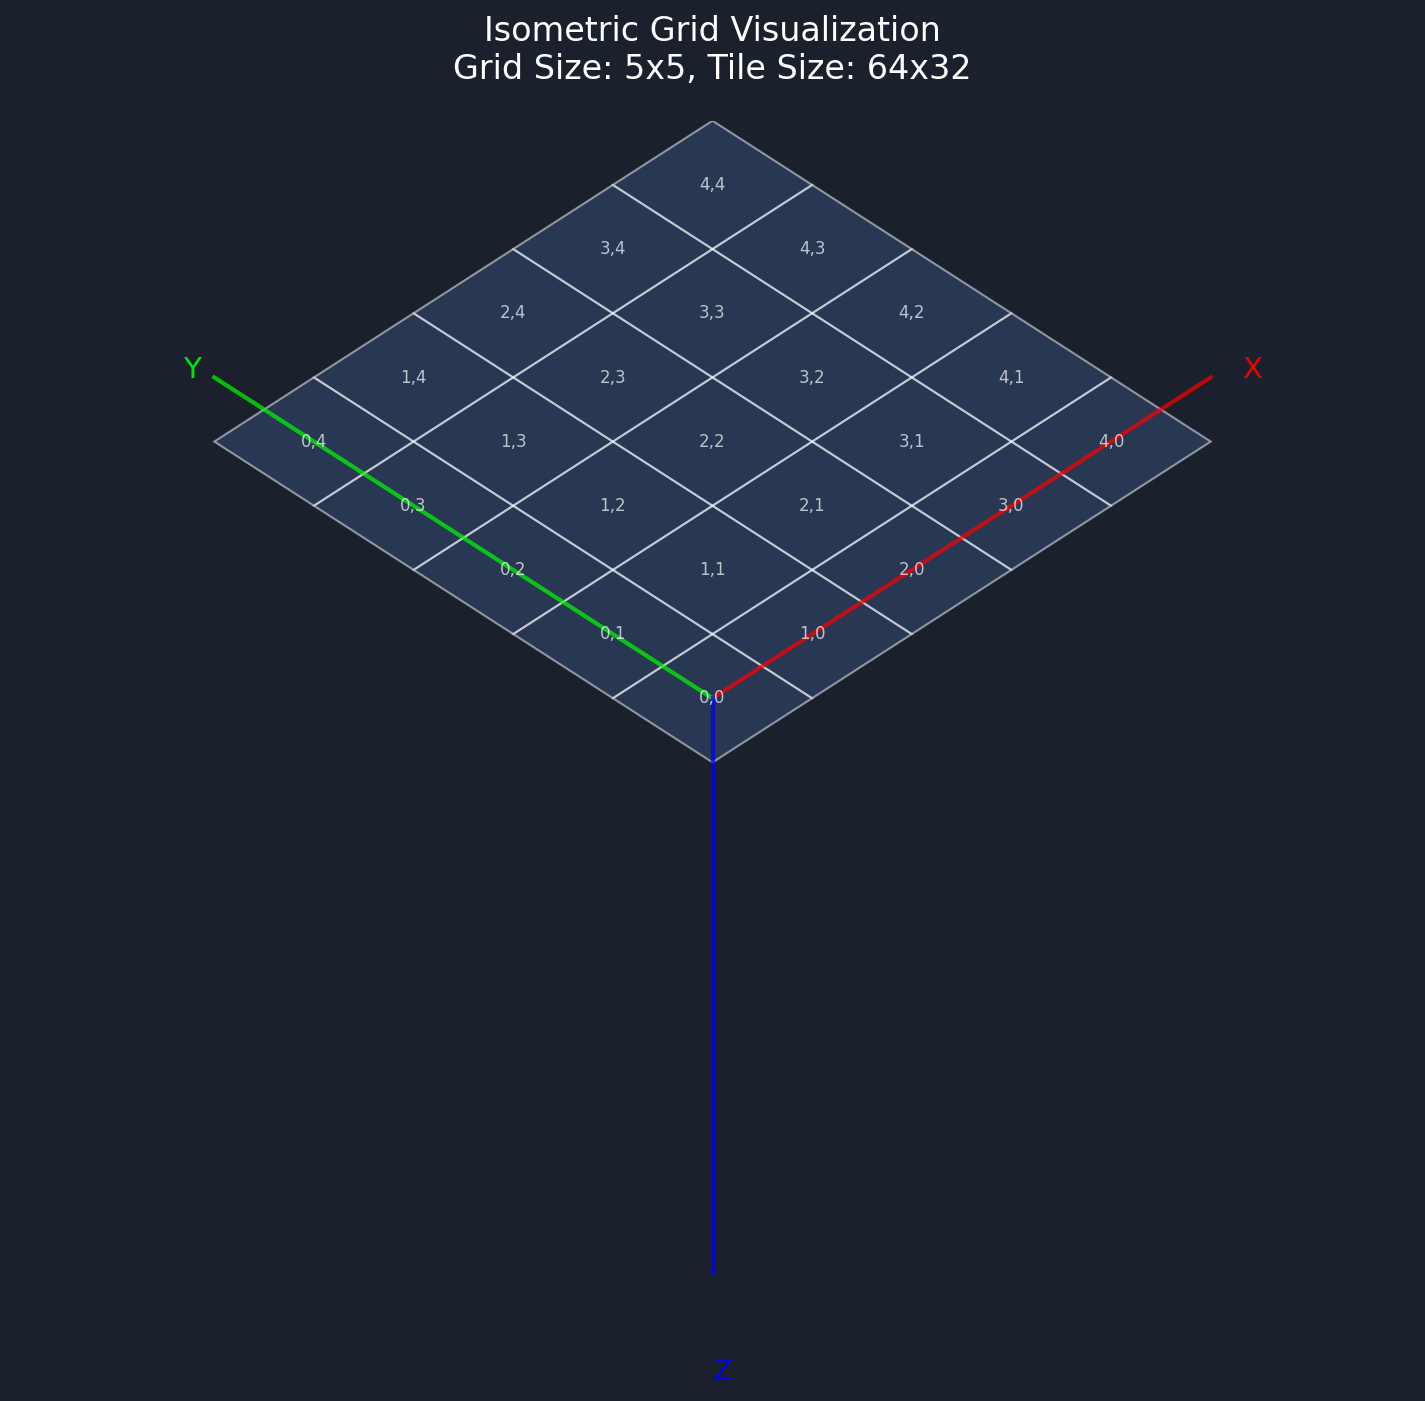 Isometric Grid Visualization
Grid Size: 5x5, Tile Size: 64x32
4,4
3,4 4,3
2,4 3,3 4,2
Y X
1,4 2,3 3,2 4,1
0,4 1,3 2,2 3,1 4,0
0,3 1,2 2,1 3,0
0,2 1,1 2,0
0,1 1,0
0,0
Z